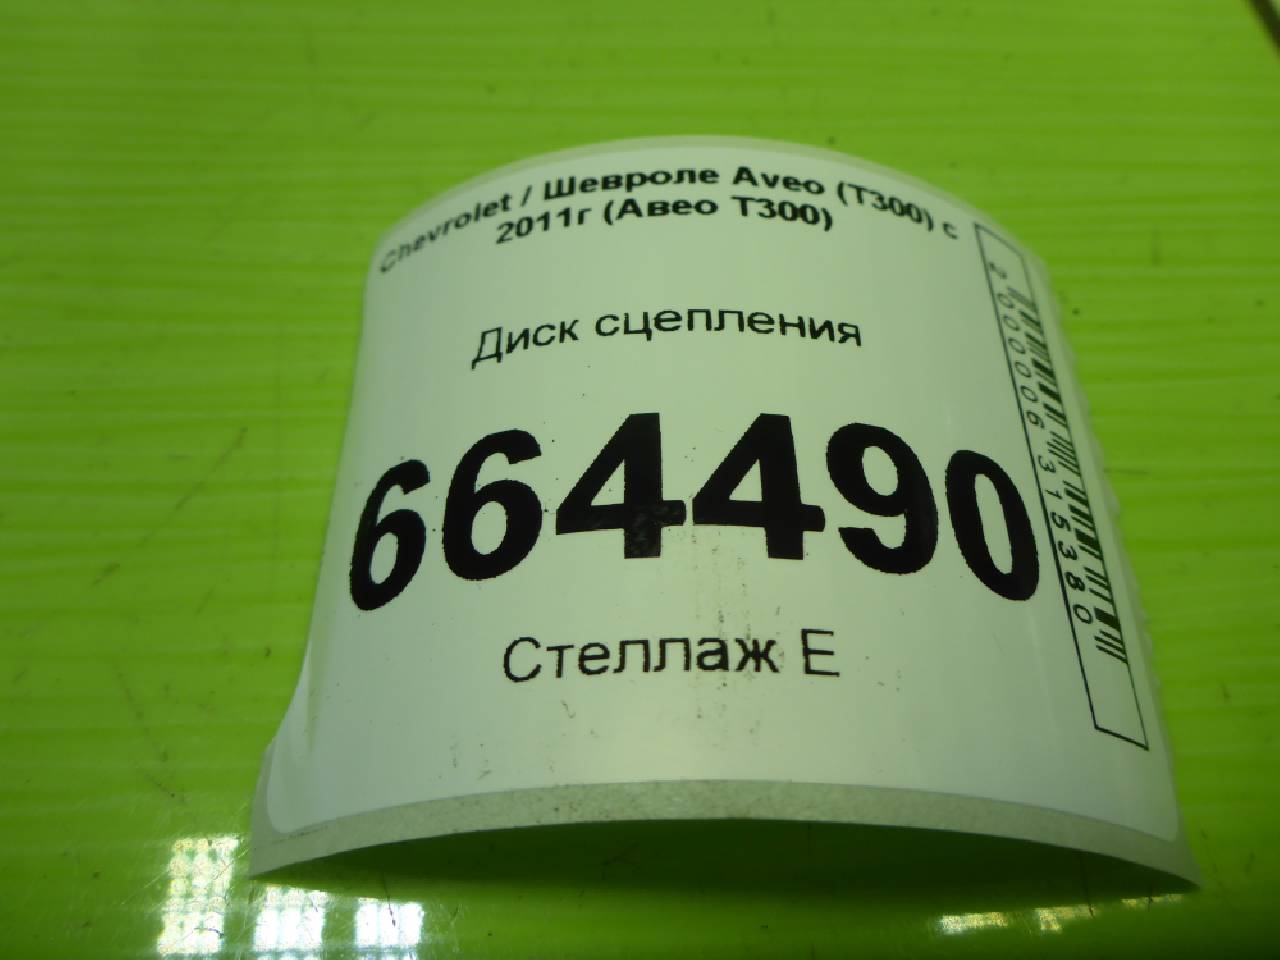 Chevrolet / Шевроле Aveo (T300) с
2011г (Авео Т300)
Диск сцепления
664490
Стеллаж Е
2000006315380